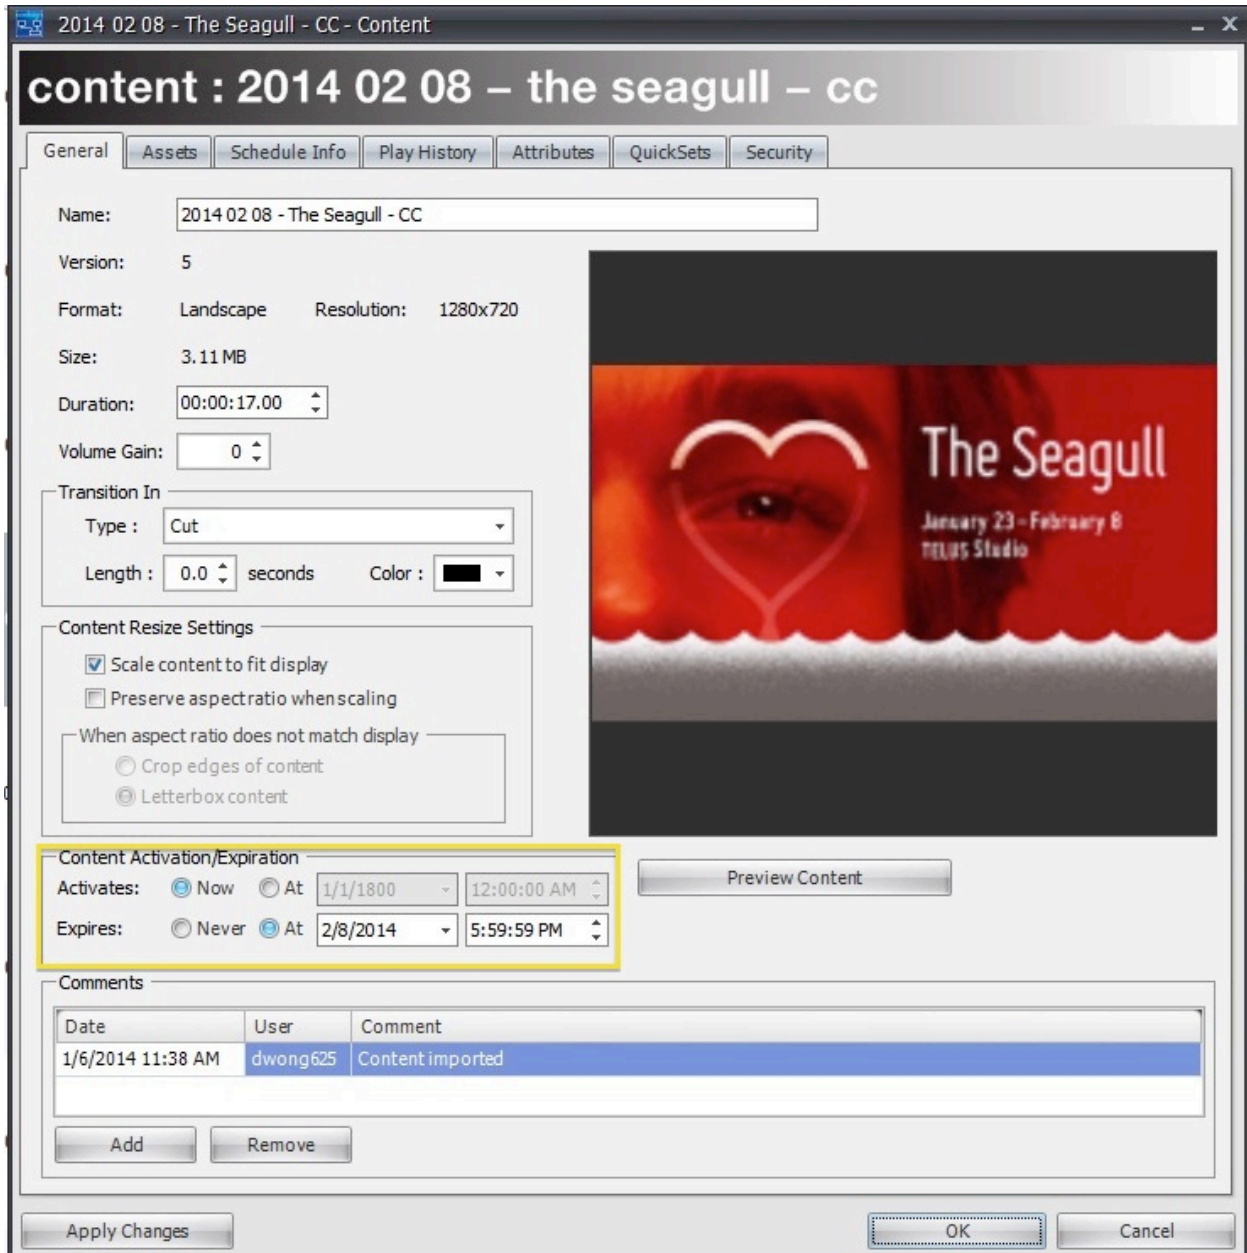 2014 02 08 - The Seagull - CC - Content
content : 2014 02 08 – the seagull – cc
General Assets Schedule Info Play History Attributes QuickSets Security
Name: 2014 02 08 - The Seagull - CC
Version: 5
Format: Landscape Resolution: 1280x720
Size: 3.11 MB
Duration: 00:00:17.00
Volume Gain: 0
Transition In
Type : Cut
Length : 0.0 seconds Color :
Content Resize Settings
Scale content to fit display
Preserve aspect ratio when scaling
When aspect ratio does not match display
Crop edges of content
Letterbox content
The Seagull
January 23 - February 8
TELUS Studio
Content Activation/Expiration
Activates: Now At 1/1/1800 12:00:00 AM
Expires: Never At 2/8/2014 5:59:59 PM
Preview Content
Comments
Date User Comment
1/6/2014 11:38 AM dwong625 Content imported
Add Remove
Apply Changes OK Cancel